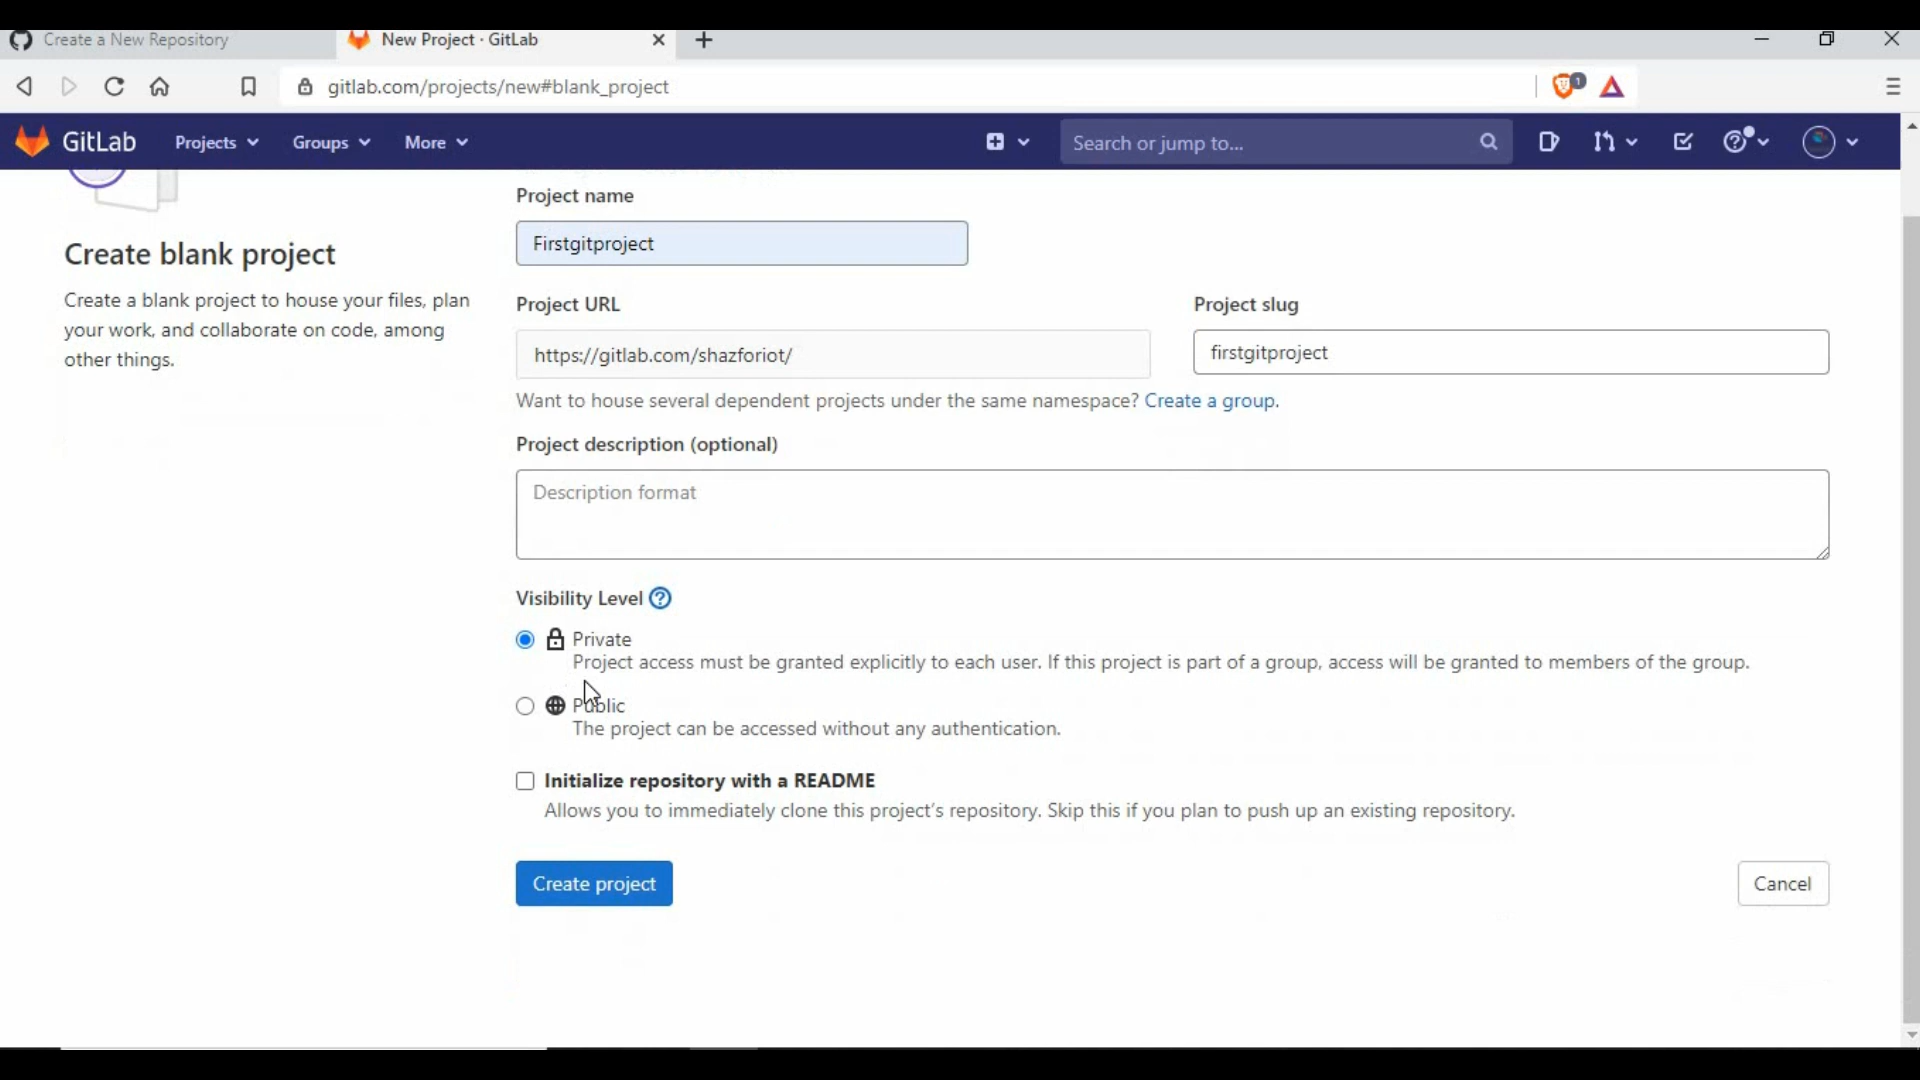 Create a New Repository
New Project · GitLab
gitlab.com/projects/new#blank_project
1
GitLab
Projects
Groups
More
Search or jump to...
Project name
Firstgitproject
Create blank project
Create a blank project to house your files, plan
your work, and collaborate on code, among
other things.
Project URL
Project slug
https://gitlab.com/shazforiot/
firstgitproject
Want to house several dependent projects under the same namespace? Create a group.
Project description (optional)
Description format
Visibility Level
Private
Project access must be granted explicitly to each user. If this project is part of a group, access will be granted to members of the group.
Public
The project can be accessed without any authentication.
Initialize repository with a README
Allows you to immediately clone this project's repository. Skip this if you plan to push up an existing repository.
Create project
Cancel